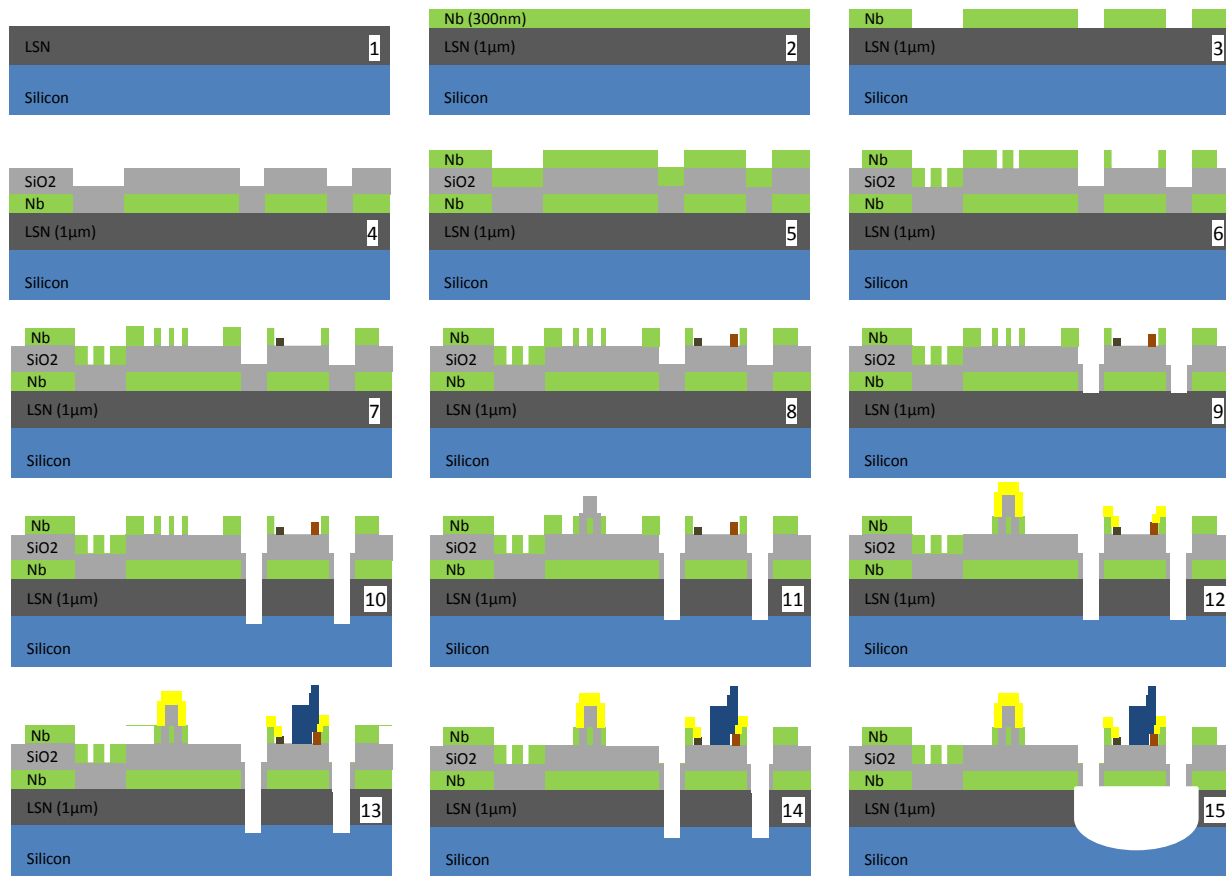 LSN
1
Silicon
Nb (300nm)
LSN (1µm)
2
Silicon
Nb
LSN (1µm)
3
Silicon
SiO2
Nb
LSN (1µm)
4
Silicon
Nb
SiO2
Nb
LSN (1µm)
5
Silicon
Nb
SiO2
Nb
LSN (1µm)
6
Silicon
Nb
SiO2
Nb
LSN (1µm)
7
Silicon
Nb
SiO2
Nb
LSN (1µm)
8
Silicon
Nb
SiO2
Nb
LSN (1µm)
9
Silicon
Nb
SiO2
Nb
LSN (1µm)
10
Silicon
Nb
SiO2
Nb
LSN (1µm)
11
Silicon
Nb
SiO2
Nb
LSN (1µm)
12
Silicon
Nb
SiO2
Nb
LSN (1µm)
13
Silicon
Nb
SiO2
Nb
LSN (1µm)
14
Silicon
Nb
SiO2
Nb
LSN (1µm)
15
Silicon